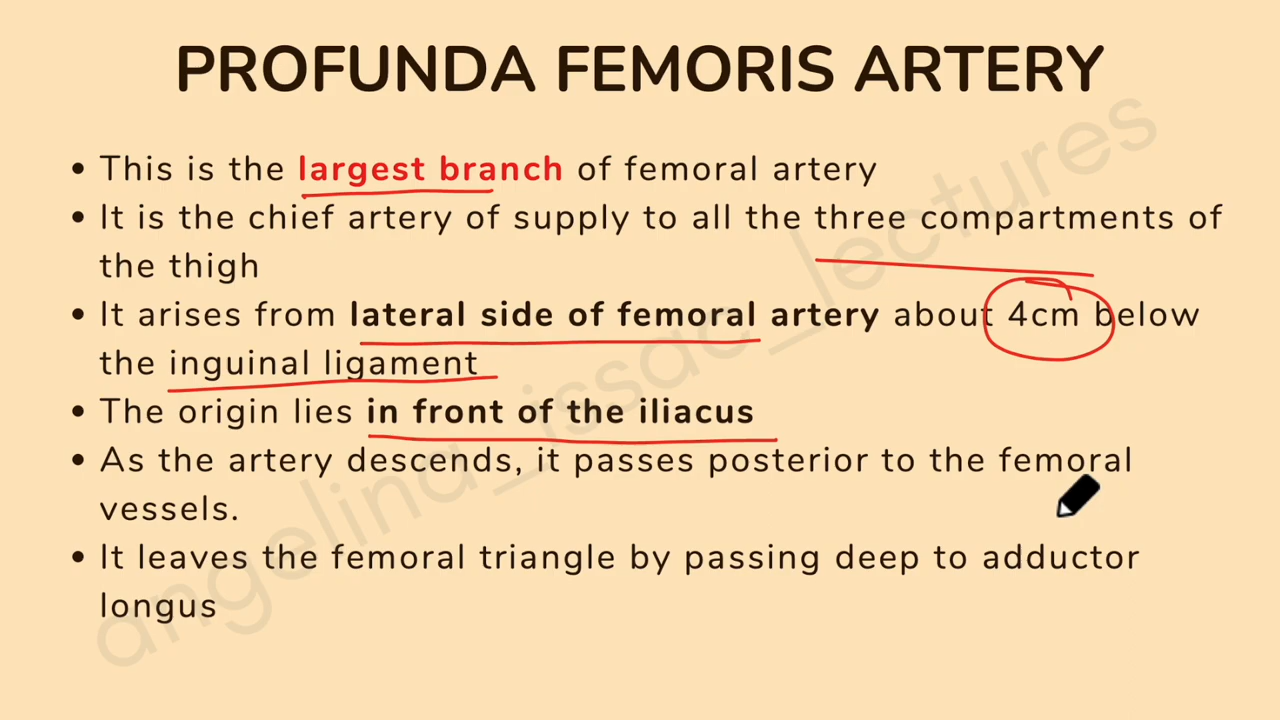 PROFUNDA FEMORIS ARTERY
• This is the largest branch of femoral artery
• It is the chief artery of supply to all the three compartments of
the thigh
• It arises from lateral side of femoral artery about 4cm below
the inguinal ligament
• The origin lies in front of the iliacus
• As the artery descends, it passes posterior to the femoral
vessels.
• It leaves the femoral triangle by passing deep to adductor
longus
angelina_issac_lectures